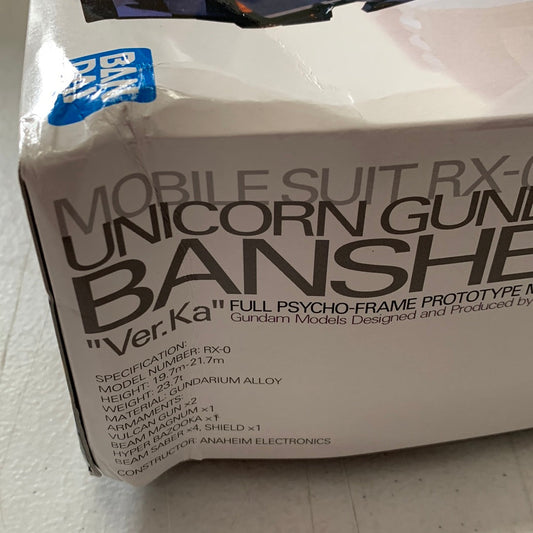 BAN
DAI
MOBILE SUIT RX-0
UNICORN GUND
BANSHE
"Ver.Ka" FULL PSYCHO-FRAME PROTOTYPE M
Gundam Models Designed and Produced by
SPECIFICATION:
MODEL NUMBER: RX-0
HEIGHT: 19.7m-21.7m
WEIGHT: 23.7t
MATERIAL: GUNDARIUM ALLOY
ARMAMENTS:
VULCAN GUN ×2
BEAM MAGNUM ×1
HYPER BAZOOKA ×1
BEAM SABER ×4, SHIELD ×1
CONSTRUCTOR: ANAHEIM ELECTRONICS